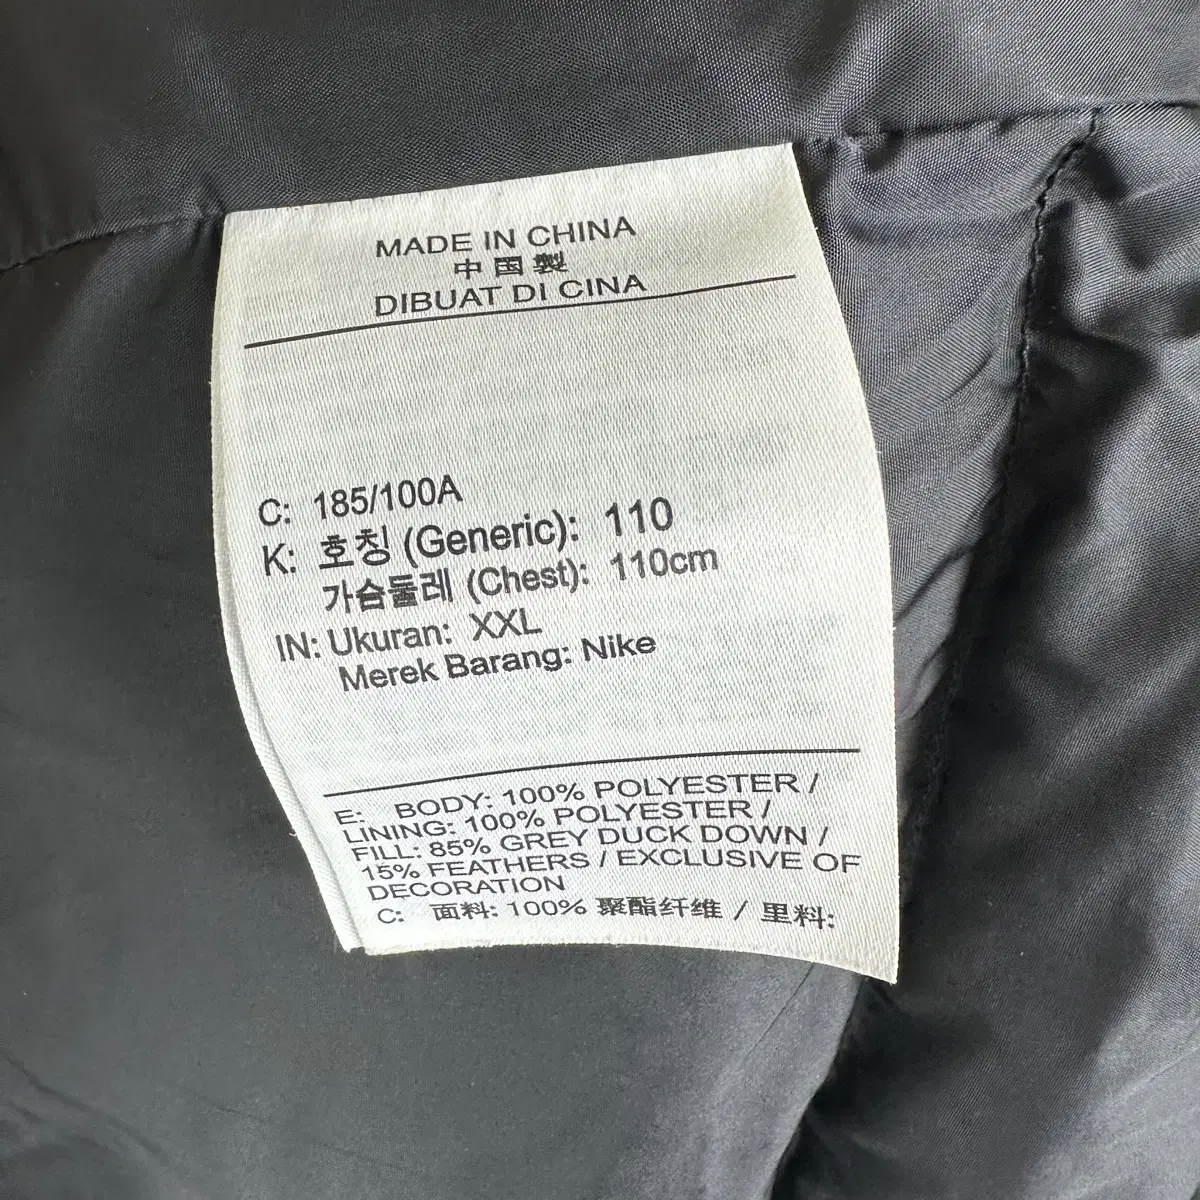 MADE IN CHINA
中国製
DIBUAT DI CINA
C: 185/100A
K: 호칭 (Generic): 110
가슴둘레 (Chest): 110cm
IN: Ukuran: XXL
Merek Barang: Nike
E: BODY: 100% POLYESTER /
LINING: 100% POLYESTER /
FILL: 85% GREY DUCK DOWN /
15% FEATHERS / EXCLUSIVE OF
DECORATION
C: 面料: 100% 聚酯纤维 / 里料: